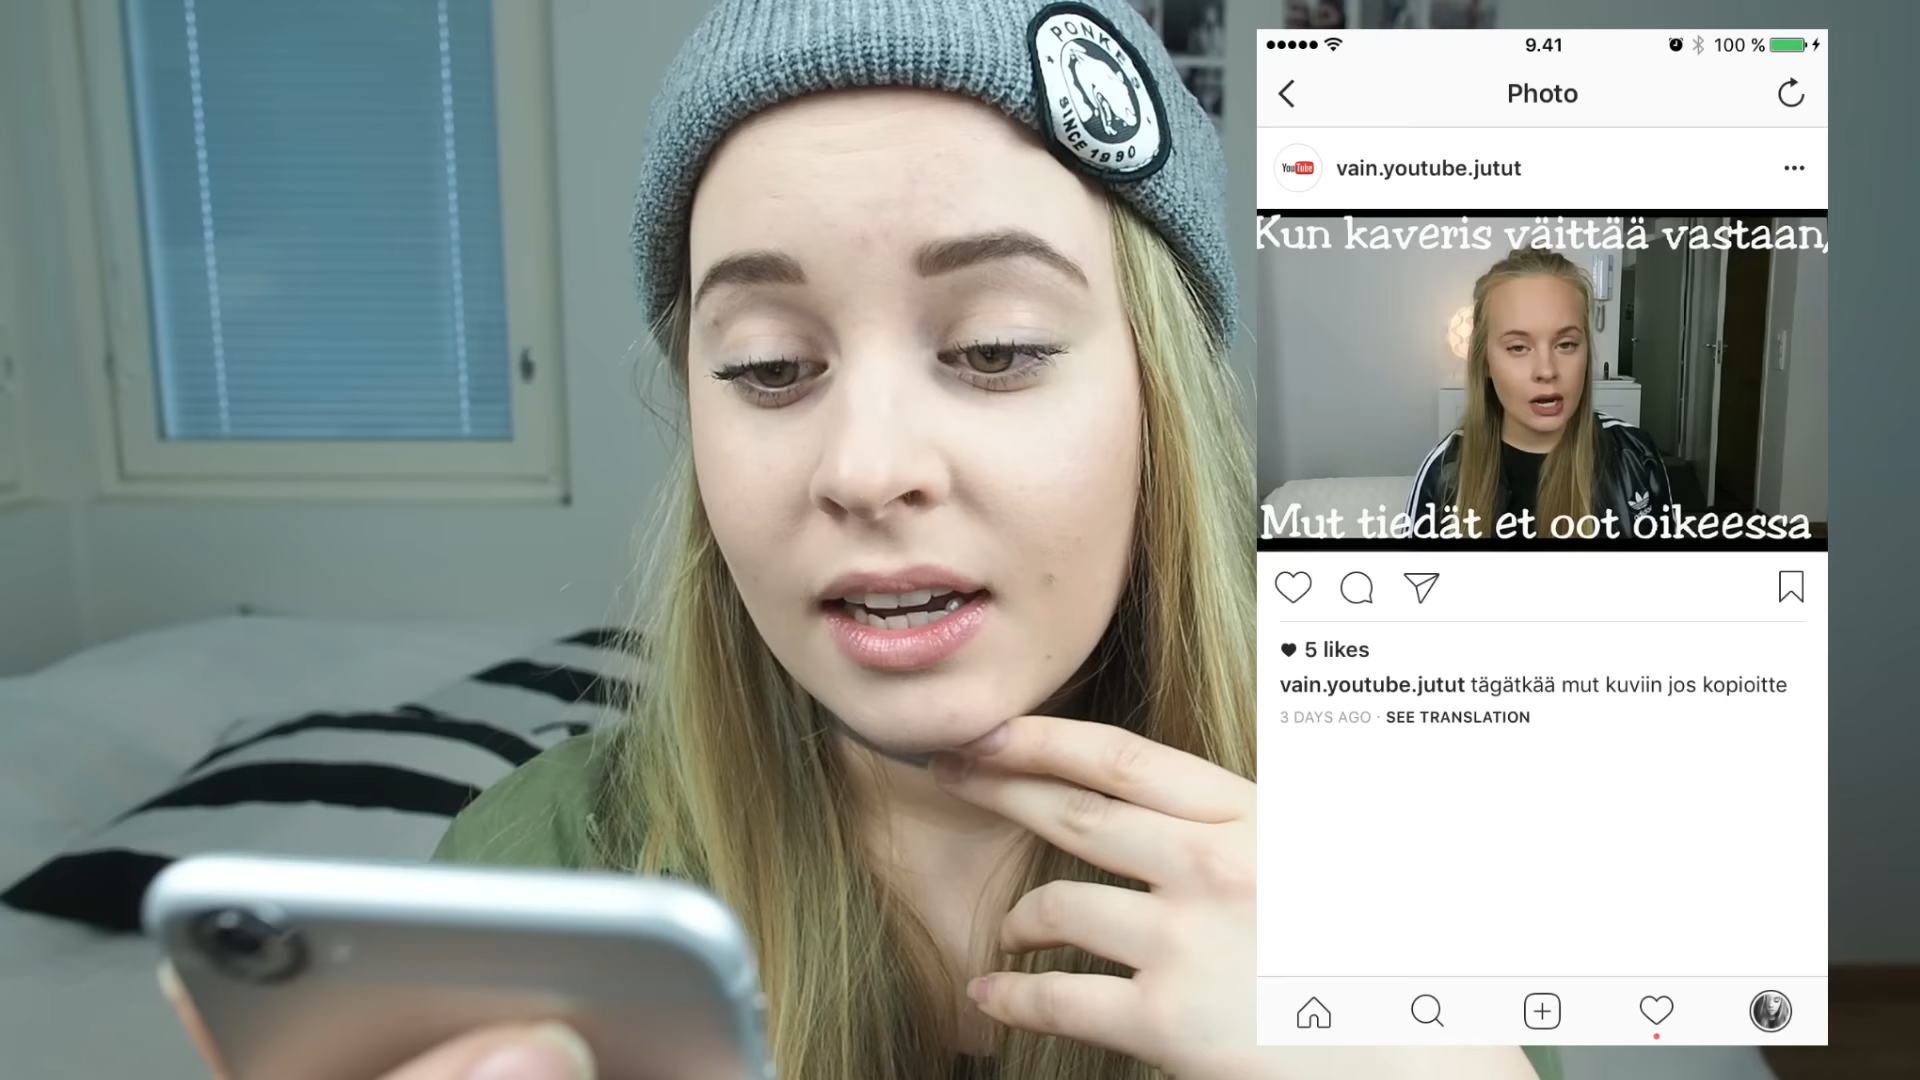 PONKES
SINCE 1990
9.41
100 %
Photo
YouTube
vain.youtube.jutut
Kun kaveris väittää vastaan,
Mut tiedät et oot oikeessa
5 likes
vain.youtube.jutut tägätkää mut kuviin jos kopioitte
3 DAYS AGO · SEE TRANSLATION